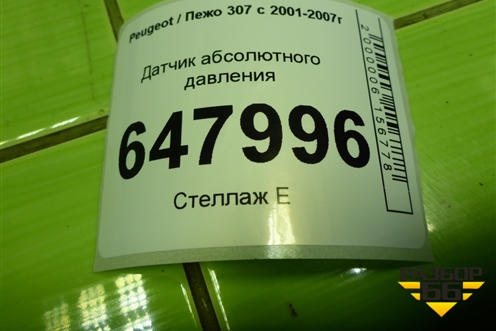 Peugeot / Пежо 307 с 2001-2007г
Датчик абсолютного
давления
647996
Стеллаж Е
2000006156778
РАЗБОР
66